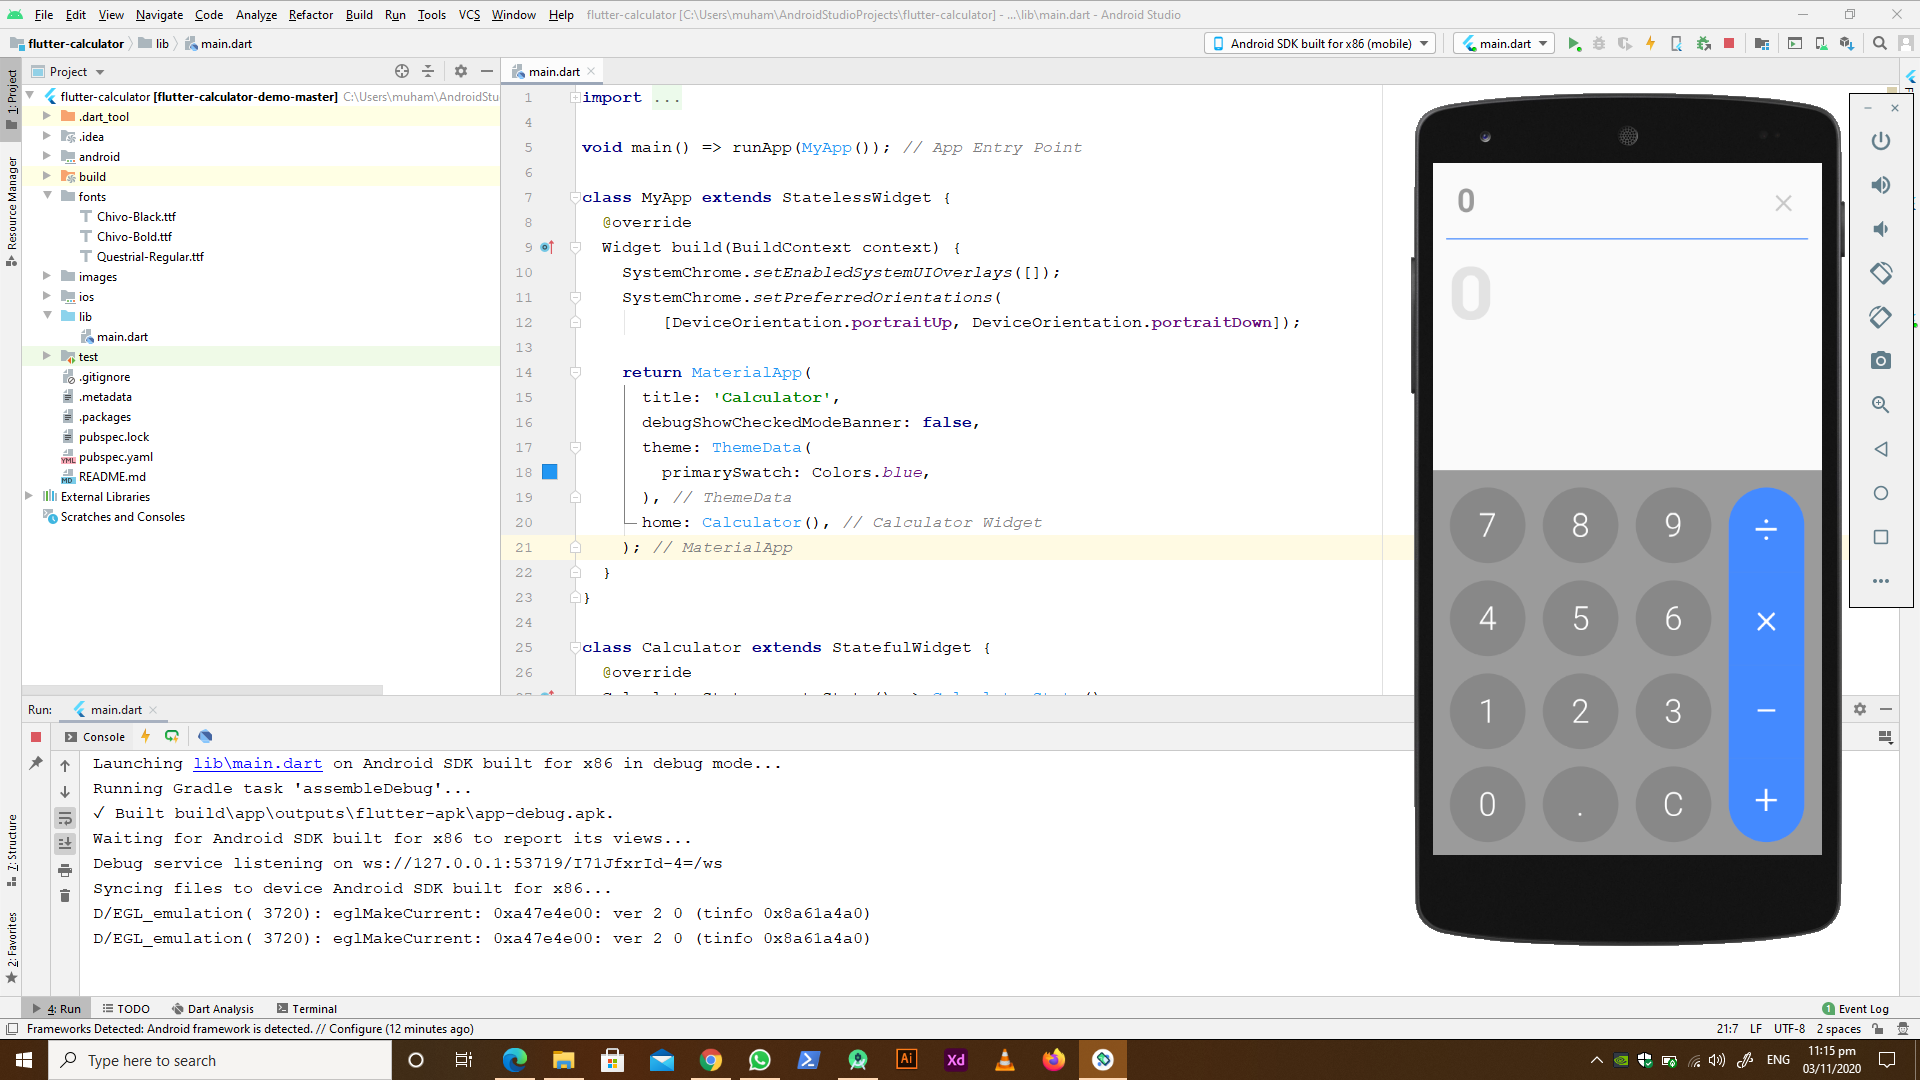 File Edit View Navigate Code Analyze Refactor Build Run Tools VCS Window Help flutter-calculator [C:\Users\muham\AndroidStudioProjects\flutter-calculator] - ...\lib\main.dart - Android Studio
flutter-calculator lib main.dart Android SDK built for x86 (mobile) main.dart
Project
main.dart
1: Project
Resource Manager
7: Structure
2: Favorites
flutter-calculator [flutter-calculator-demo-master] C:\Users\muham\AndroidStu
.dart_tool
.idea
android
build
fonts
Chivo-Black.ttf
Chivo-Bold.ttf
Questrial-Regular.ttf
images
ios
lib
main.dart
test
.gitignore
.metadata
.packages
pubspec.lock
pubspec.yaml
README.md
External Libraries
Scratches and Consoles
1 import ...
4
5 void main() => runApp(MyApp()); // App Entry Point
6
7 class MyApp extends StatelessWidget {
8 @override
9 Widget build(BuildContext context) {
10 SystemChrome.setEnabledSystemUIOverlays([]);
11 SystemChrome.setPreferredOrientations(
12 [DeviceOrientation.portraitUp, DeviceOrientation.portraitDown]);
13
14 return MaterialApp(
15 title: 'Calculator',
16 debugShowCheckedModeBanner: false,
17 theme: ThemeData(
18 primarySwatch: Colors.blue,
19 ), // ThemeData
20 home: Calculator(), // Calculator Widget
21 ); // MaterialApp
22 }
23 }
24
25 class Calculator extends StatefulWidget {
26 @override
0 ×
0
7 8 9 ÷
4 5 6 ×
1 2 3 −
0 . C +
Run: main.dart
Console
Launching lib\main.dart on Android SDK built for x86 in debug mode...
Running Gradle task 'assembleDebug'...
√ Built build\app\outputs\flutter-apk\app-debug.apk.
Waiting for Android SDK built for x86 to report its views...
Debug service listening on ws://127.0.0.1:53719/I71JfxrId-4=/ws
Syncing files to device Android SDK built for x86...
D/EGL_emulation( 3720): eglMakeCurrent: 0xa47e4e00: ver 2 0 (tinfo 0x8a61a4a0)
D/EGL_emulation( 3720): eglMakeCurrent: 0xa47e4e00: ver 2 0 (tinfo 0x8a61a4a0)
4: Run TODO Dart Analysis Terminal 1 Event Log
Frameworks Detected: Android framework is detected. // Configure (12 minutes ago) 21:7 LF UTF-8 2 spaces
Type here to search Ai Xd ENG 11:15 pm
03/11/2020